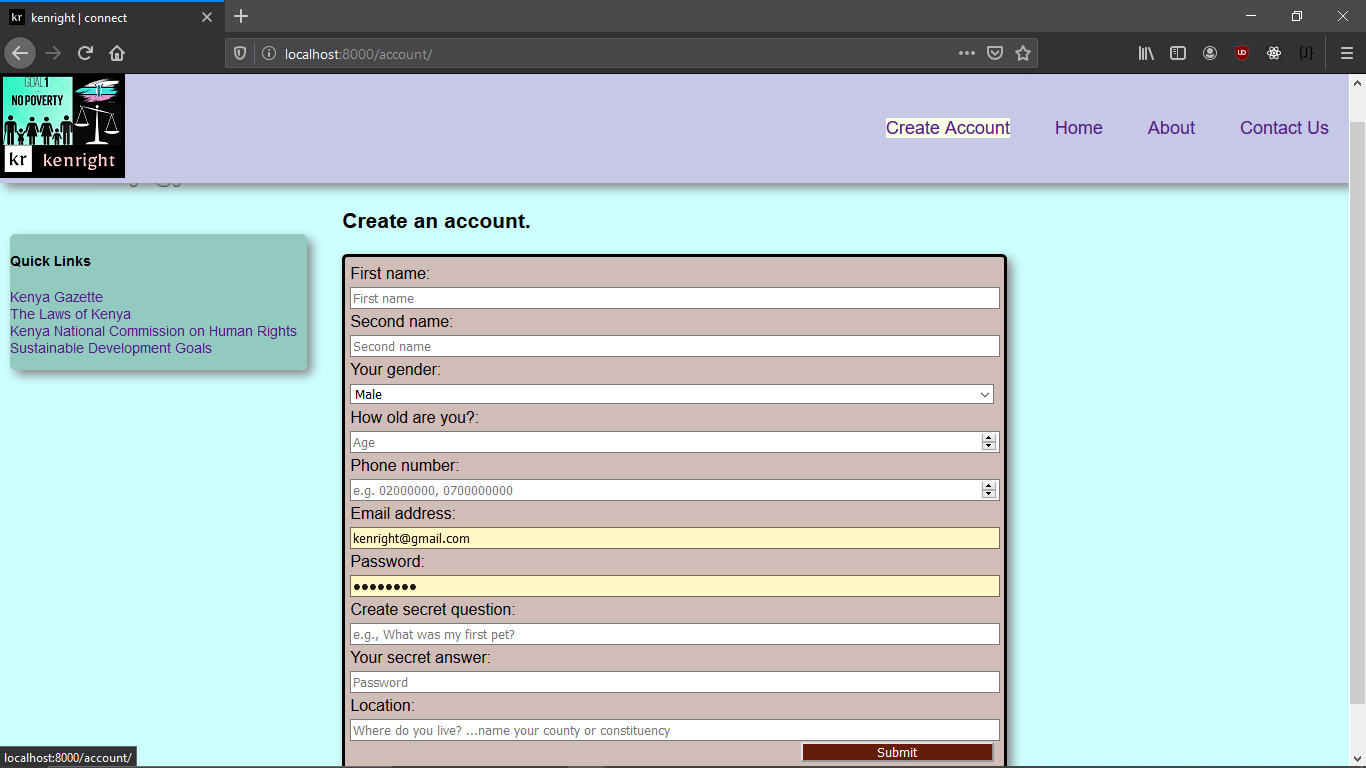 kr kenright | connect
localhost:8000/account/
GOAL 1
NO POVERTY
kr kenright
Create Account Home About Contact Us
Create an account.
Quick Links
Kenya Gazette
The Laws of Kenya
Kenya National Commission on Human Rights
Sustainable Development Goals
First name:
First name
Second name:
Second name
Your gender:
Male
How old are you?:
Age
Phone number:
e.g. 02000000, 0700000000
Email address:
kenright@gmail.com
Password:
●●●●●●●●
Create secret question:
e.g., What was my first pet?
Your secret answer:
Password
Location:
Where do you live? ...name your county or constituency
Submit
localhost:8000/account/